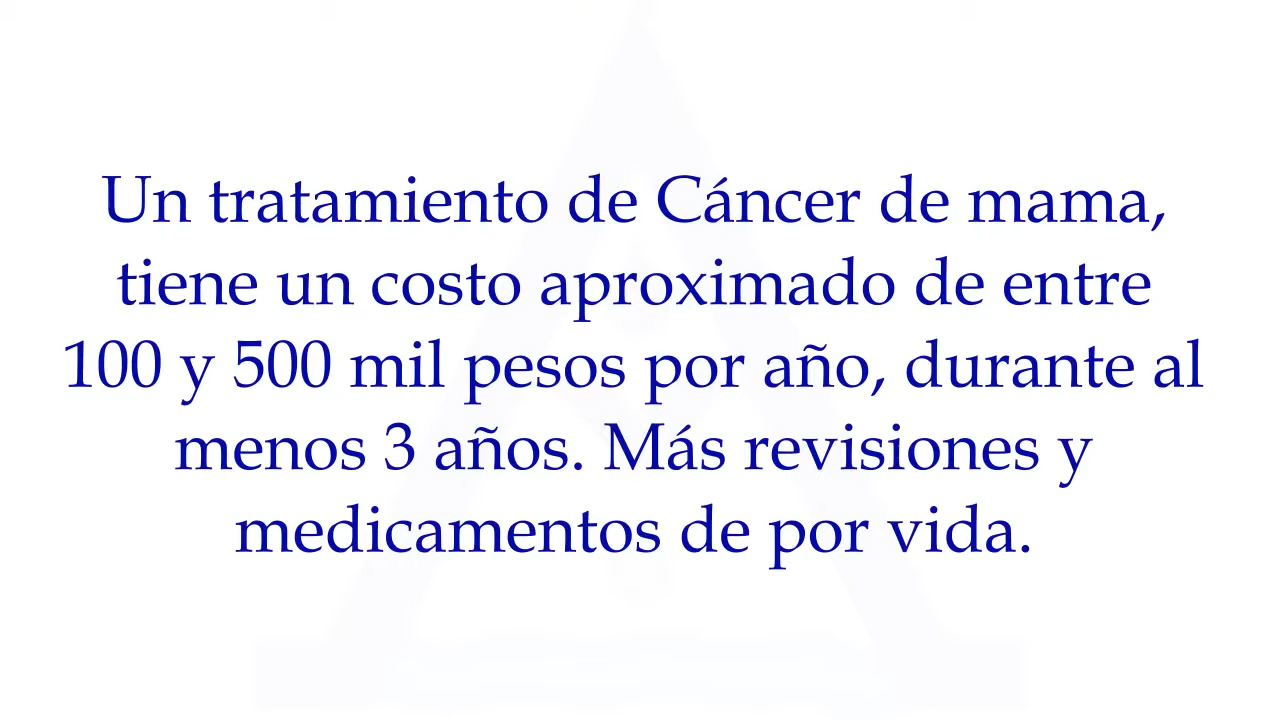 Un tratamiento de Cáncer de mama,
tiene un costo aproximado de entre
100 y 500 mil pesos por año, durante al
menos 3 años. Más revisiones y
medicamentos de por vida.